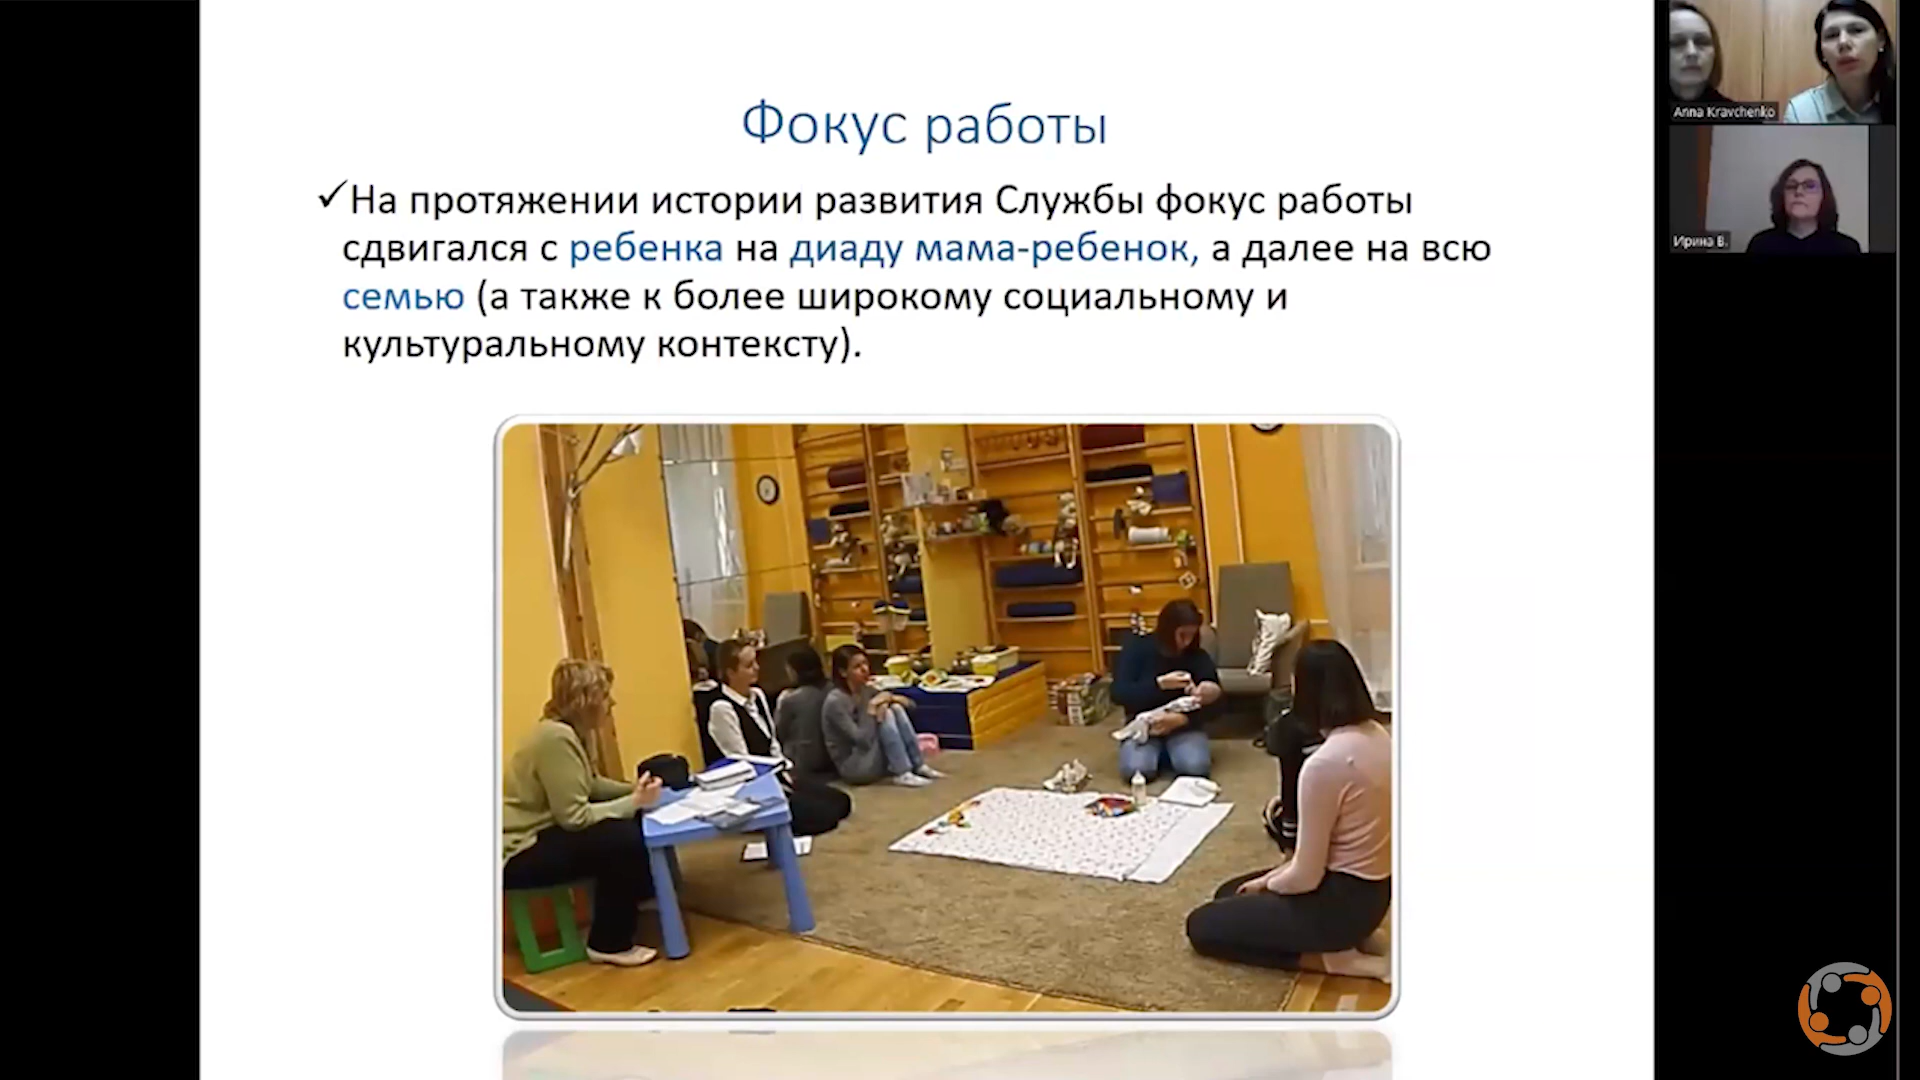 Фокус работы
✓На протяжении истории развития Службы фокус работы
сдвигался с ребенка на диаду мама-ребенок, а далее на всю
семью (а также к более широкому социальному и
культуральному контексту).
Anna Kravchenko
Ирина В.